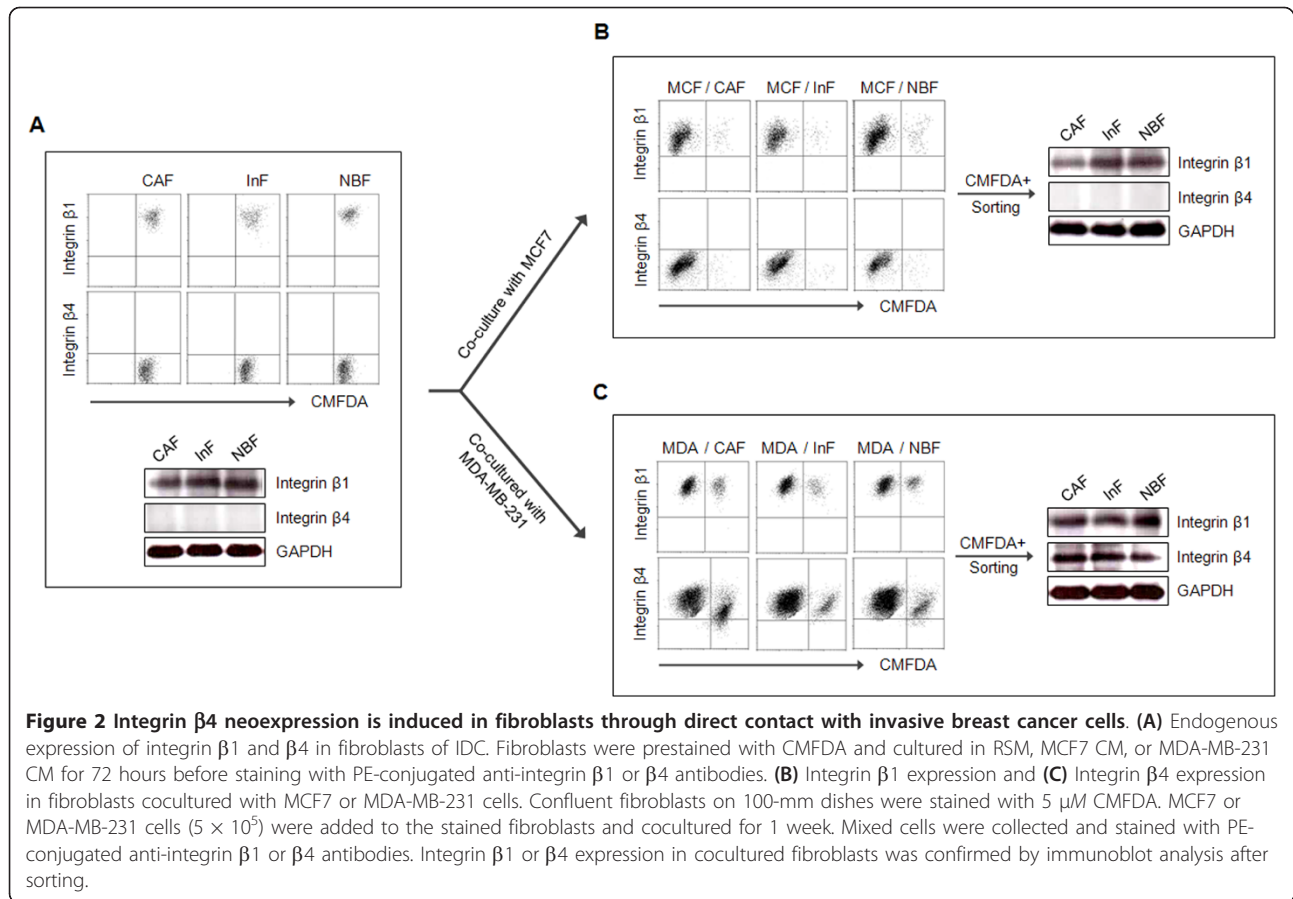 A
CAF InF NBF
Integrin β1
Integrin β4
CMFDA
CAF InF NBF
Integrin β1
Integrin β4
GAPDH
Co-culture with MCF7
Co-cultured with
MDA-MB-231
B
MCF / CAF MCF / InF MCF / NBF
Integrin β1
Integrin β4
CMFDA
CMFDA+
Sorting
CAF InF NBF
Integrin β1
Integrin β4
GAPDH
C
MDA / CAF MDA / InF MDA / NBF
Integrin β1
Integrin β4
CMFDA
CMFDA+
Sorting
CAF InF NBF
Integrin β1
Integrin β4
GAPDH
Figure 2 Integrin β4 neoexpression is induced in fibroblasts through direct contact with invasive breast cancer cells. (A) Endogenous
expression of integrin β1 and β4 in fibroblasts of IDC. Fibroblasts were prestained with CMFDA and cultured in RSM, MCF7 CM, or MDA-MB-231
CM for 72 hours before staining with PE-conjugated anti-integrin β1 or β4 antibodies. (B) Integrin β1 expression and (C) Integrin β4 expression
in fibroblasts cocultured with MCF7 or MDA-MB-231 cells. Confluent fibroblasts on 100-mm dishes were stained with 5 μM CMFDA. MCF7 or
MDA-MB-231 cells (5 × 10⁵) were added to the stained fibroblasts and cocultured for 1 week. Mixed cells were collected and stained with PE-
conjugated anti-integrin β1 or β4 antibodies. Integrin β1 or β4 expression in cocultured fibroblasts was confirmed by immunoblot analysis after
sorting.